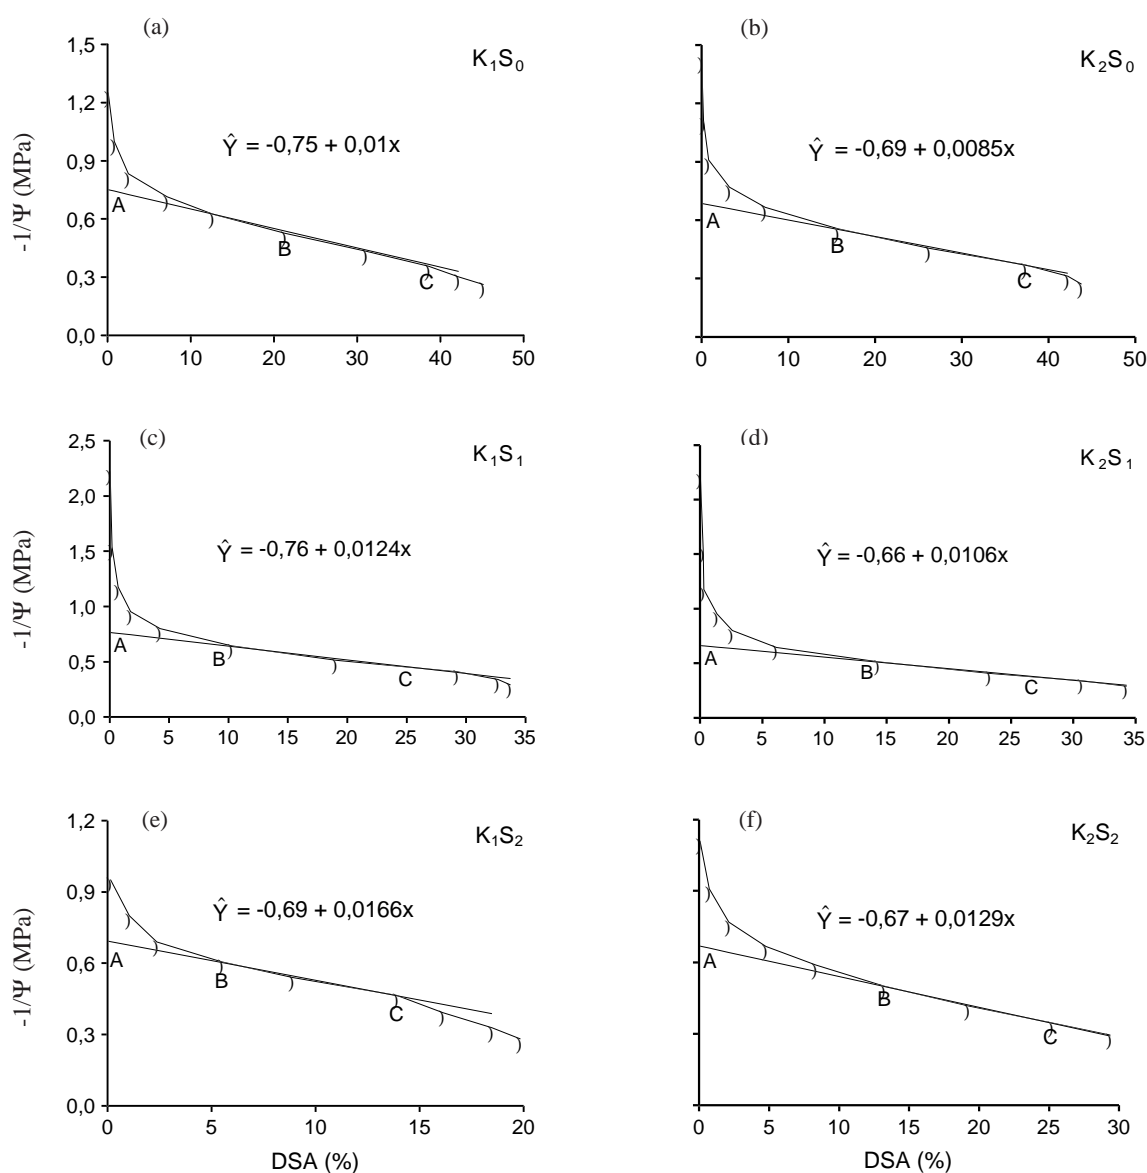 (a)
K₁S₀
Ŷ = -0,75 + 0,01x
-1/Ψ (MPa)
1,5
1,2
0,9
0,6
0,3
0,0
A
B
C
0 10 20 30 40 50
(b)
K₂S₀
Ŷ = -0,69 + 0,0085x
A
B
C
0 10 20 30 40 50
(c)
K₁S₁
Ŷ = -0,76 + 0,0124x
-1/Ψ (MPa)
2,5
2,0
1,5
1,0
0,5
0,0
A
B
C
0 5 10 15 20 25 30 35
(d)
K₂S₁
Ŷ = -0,66 + 0,0106x
A
B
C
0 5 10 15 20 25 30 35
(e)
K₁S₂
Ŷ = -0,69 + 0,0166x
-1/Ψ (MPa)
1,2
0,9
0,6
0,3
0,0
A
B
C
0 5 10 15 20
DSA (%)
(f)
K₂S₂
Ŷ = -0,67 + 0,0129x
A
B
C
0 5 10 15 20 25 30
DSA (%)